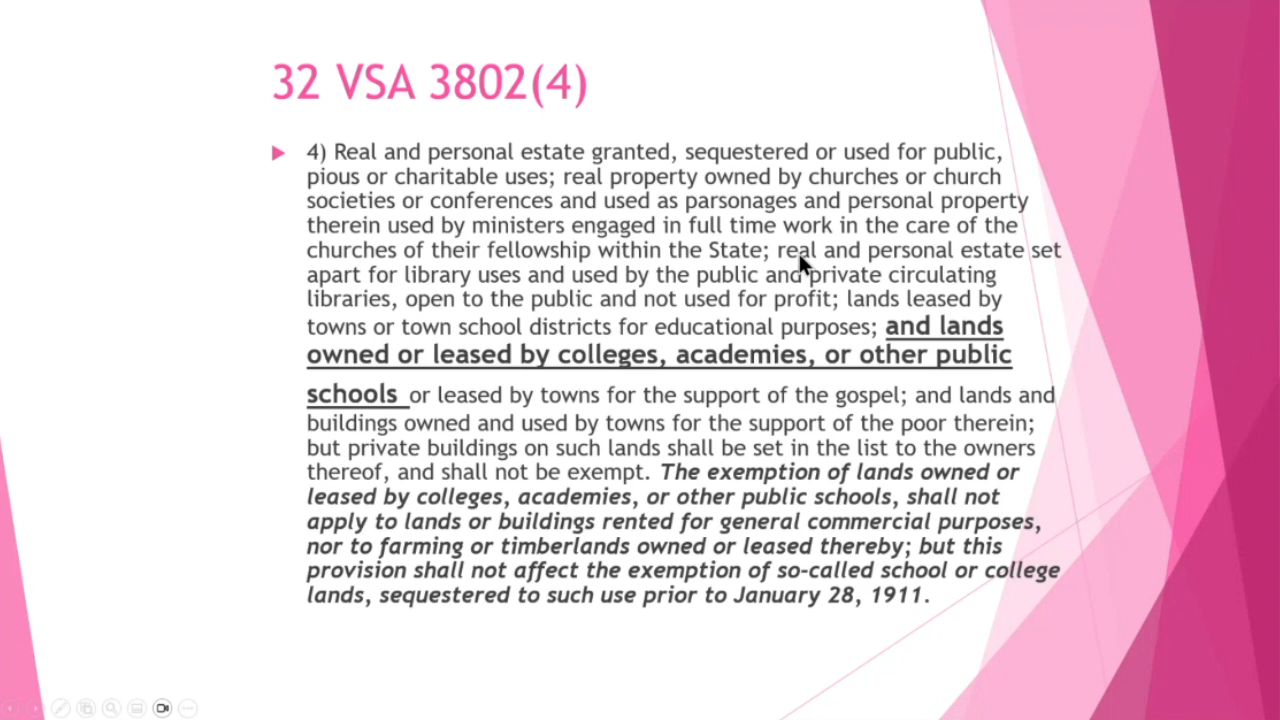 32 VSA 3802(4)
4) Real and personal estate granted, sequestered or used for public,
pious or charitable uses; real property owned by churches or church
societies or conferences and used as parsonages and personal property
therein used by ministers engaged in full time work in the care of the
churches of their fellowship within the State; real and personal estate set
apart for library uses and used by the public and private circulating
libraries, open to the public and not used for profit; lands leased by
towns or town school districts for educational purposes; and lands
owned or leased by colleges, academies, or other public
schools or leased by towns for the support of the gospel; and lands and
buildings owned and used by towns for the support of the poor therein;
but private buildings on such lands shall be set in the list to the owners
thereof, and shall not be exempt. The exemption of lands owned or
leased by colleges, academies, or other public schools, shall not
apply to lands or buildings rented for general commercial purposes,
nor to farming or timberlands owned or leased thereby; but this
provision shall not affect the exemption of so-called school or college
lands, sequestered to such use prior to January 28, 1911.